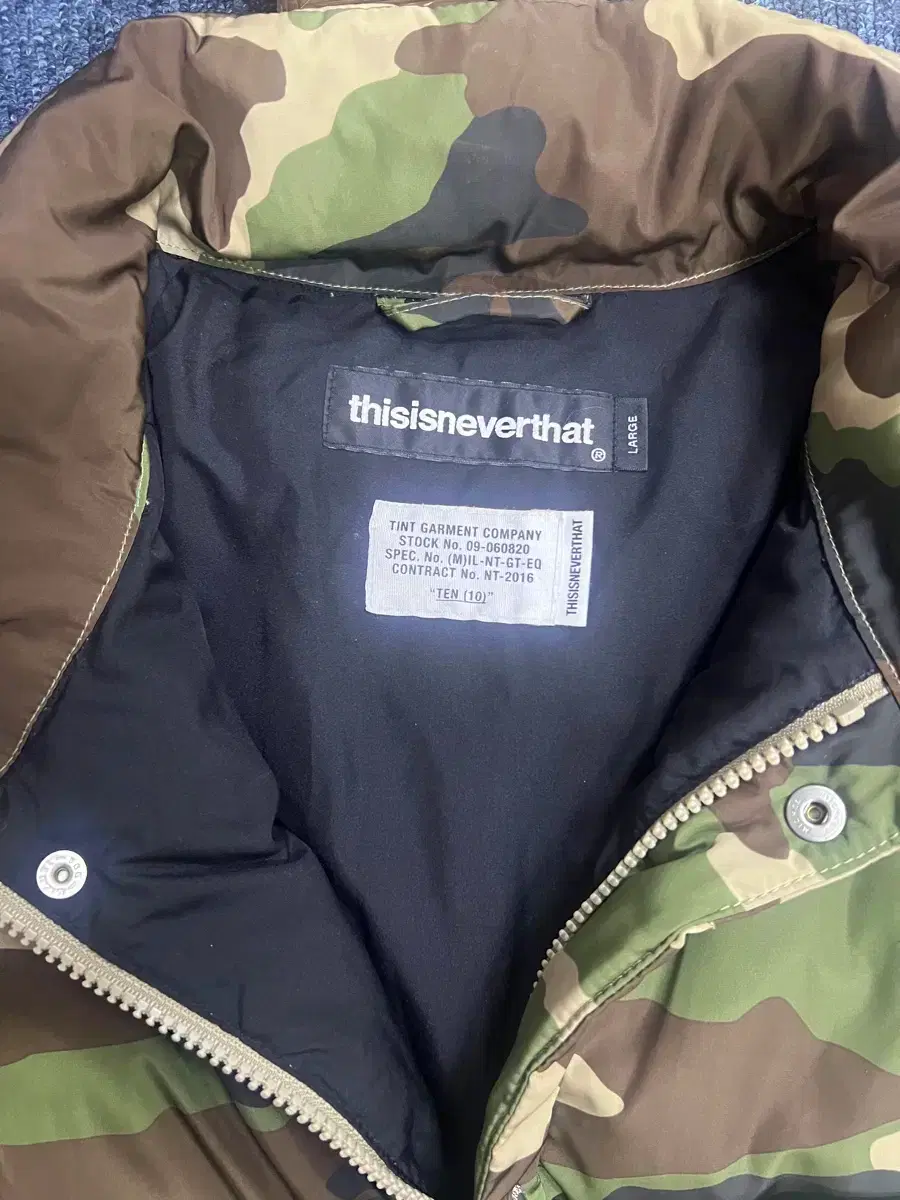 thisisneverthat
®
LARGE
TINT GARMENT COMPANY
STOCK No. 09-060820
SPEC. No. (M)IL-NT-GT-EQ
CONTRACT No. NT-2016
"TEN (10)"
THISISNEVERTHAT